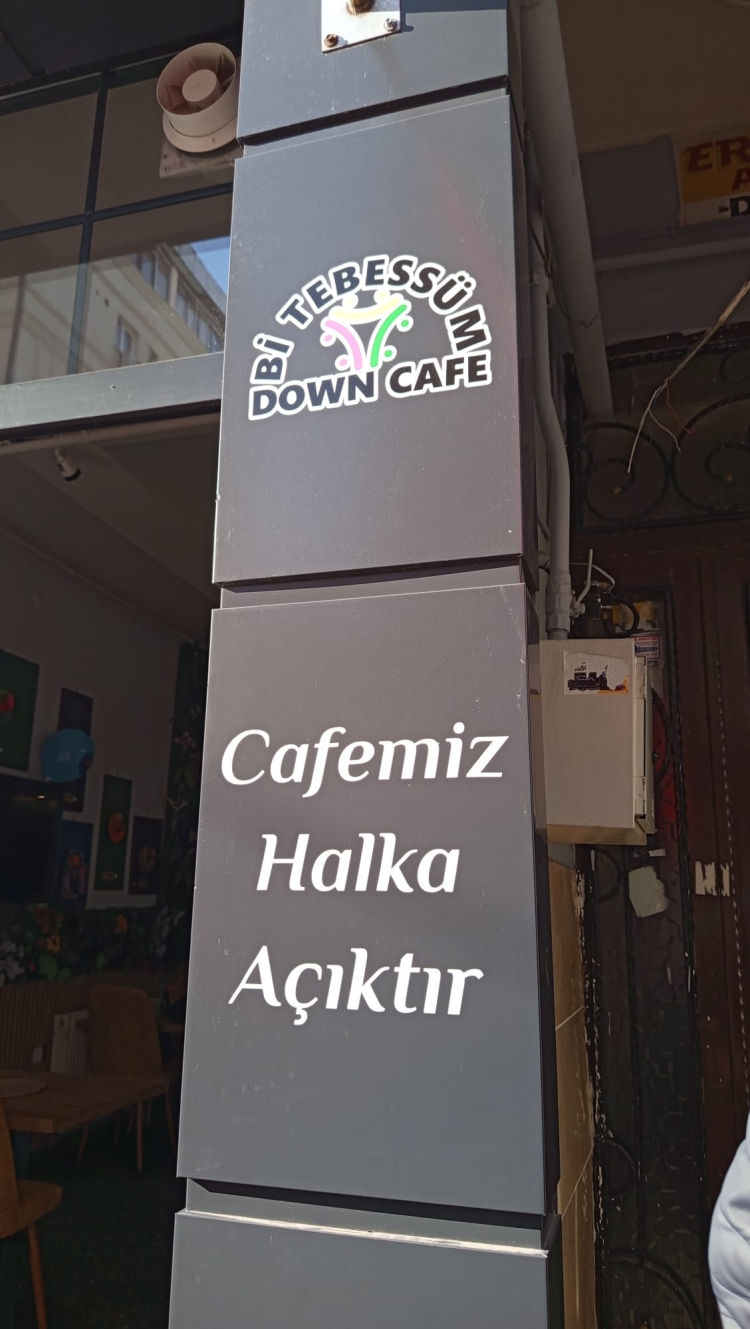 Bİ TEBESSÜM
DOWN CAFE
Cafemiz
Halka
Açıktır